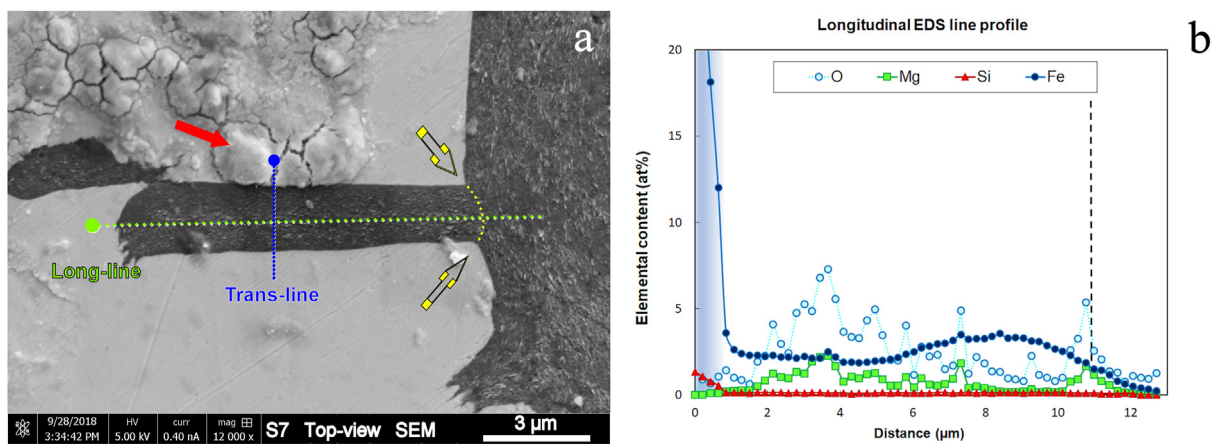 a
Long-line
Trans-line
9/28/2018 HV curr mag
3:34:42 PM 5.00 kV 0.40 nA 12 000 x
S7 Top-view SEM
3 µm
Longitudinal EDS line profile
b
O Mg Si Fe
Elemental content (at%)
20
15
10
5
0
0 2 4 6 8 10 12
Distance (µm)